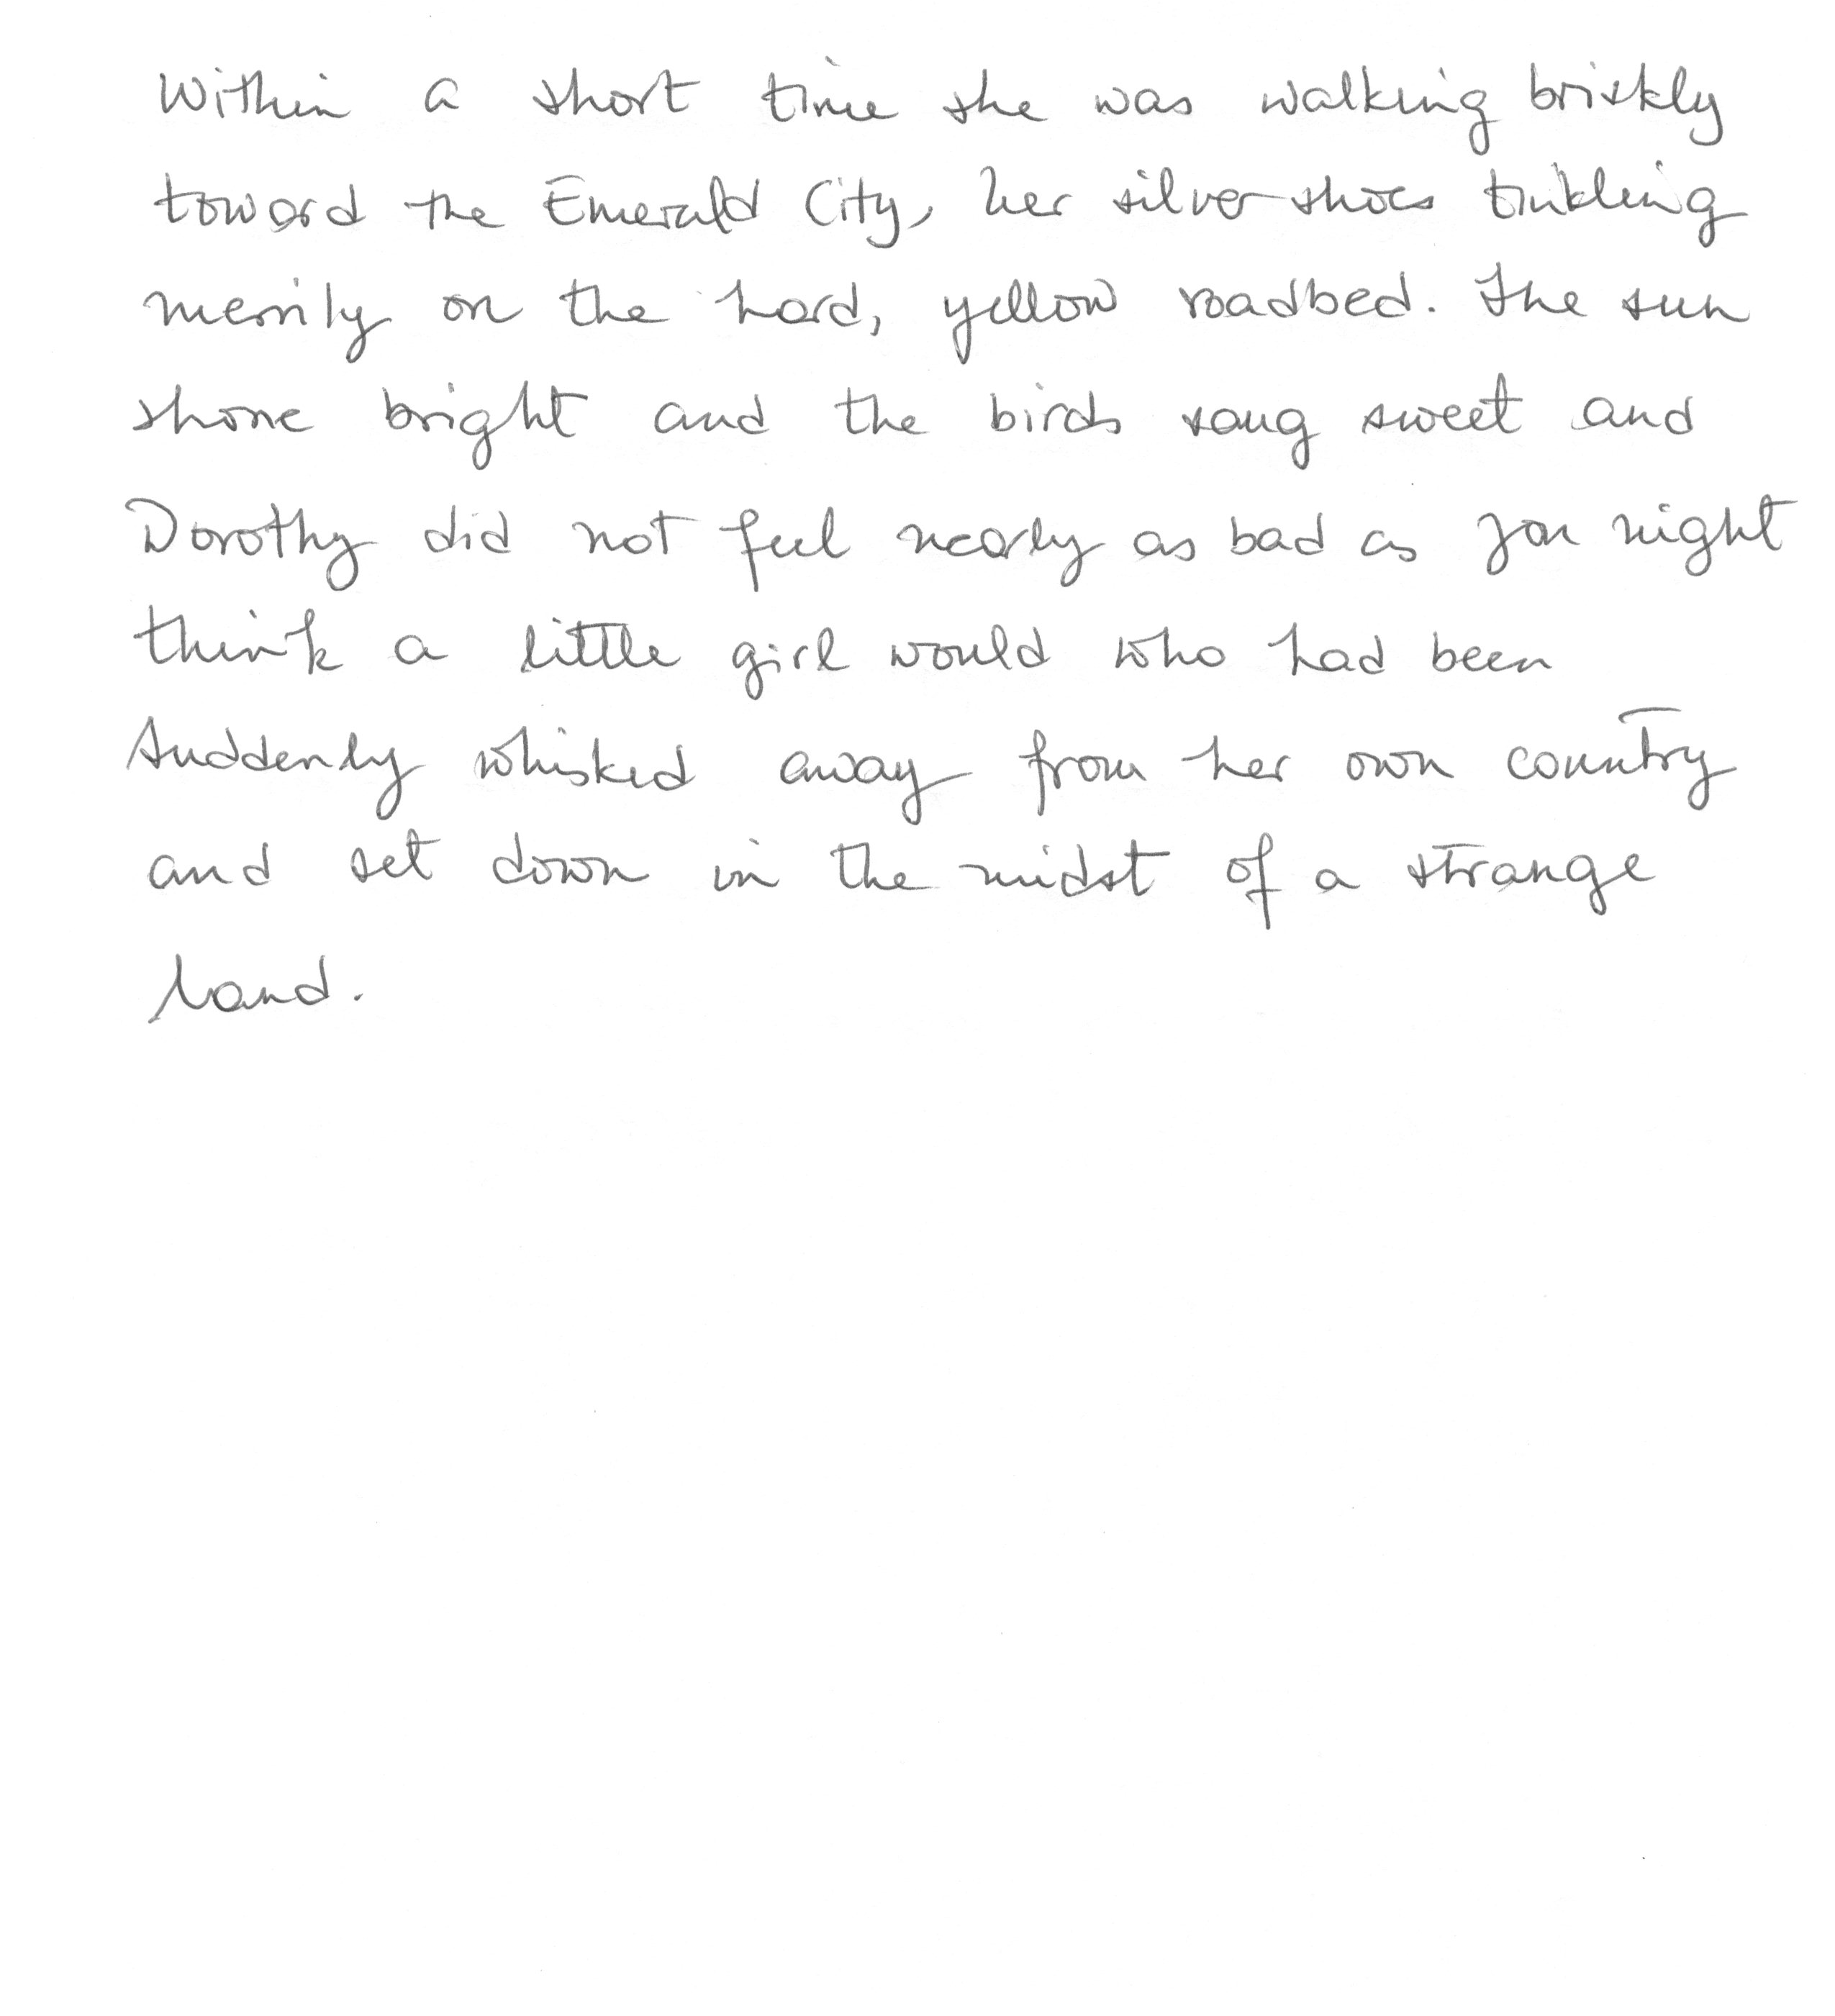 Within a short time she was walking briskly
toward the Emerald City, her silver shoes tinkling
merrily on the hard, yellow roadbed. The sun
shone bright and the birds sang sweet and
Dorothy did not feel nearly as bad as you might
think a little girl would who had been
suddenly whisked away from her own country
and set down in the midst of a strange
land.